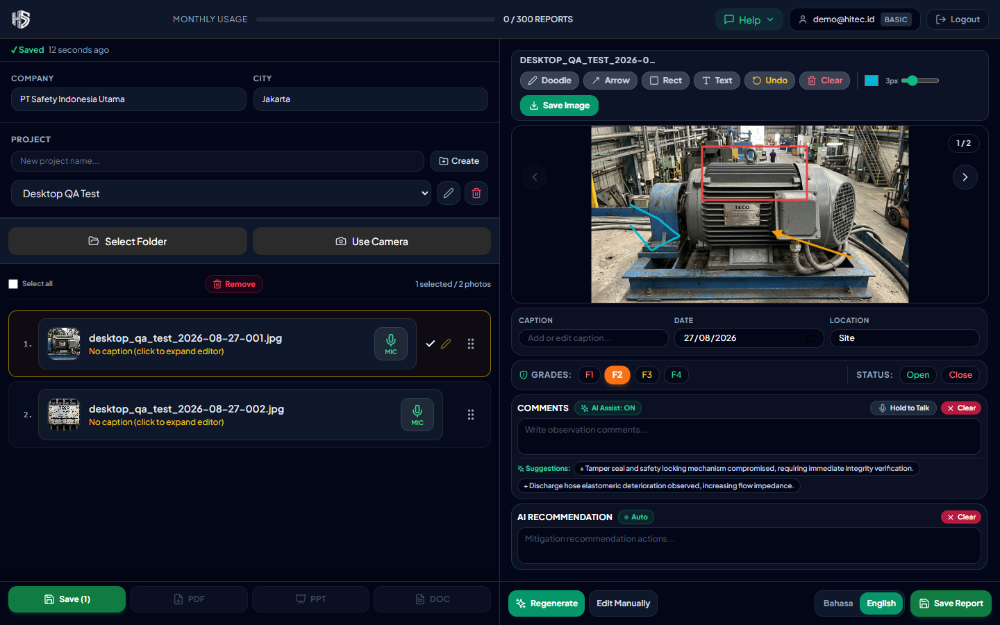 HS
MONTHLY USAGE
0 / 300 REPORTS
Help
demo@hitec.id
BASIC
Logout
✓ Saved 12 seconds ago
COMPANY
CITY
PT Safety Indonesia Utama
Jakarta
PROJECT
New project name...
Create
Desktop QA Test
Select Folder
Use Camera
Select all
Remove
1 selected / 2 photos
1.
desktop_qa_test_2026-08-27-001.jpg
No caption (click to expand editor)
MIC
2.
desktop_qa_test_2026-08-27-002.jpg
No caption (click to expand editor)
MIC
Save (1)
PDF
PPT
DOC
DESKTOP_QA_TEST_2026-0...
Doodle
Arrow
Rect
Text
Undo
Clear
3px
Save Image
1 / 2
TECO
CAPTION
DATE
LOCATION
Add or edit caption...
27/08/2026
Site
GRADES:
F1
F2
F3
F4
STATUS:
Open
Close
COMMENTS
AI Assist: ON
Hold to Talk
× Clear
Write observation comments...
Suggestions:
+ Tamper seal and safety locking mechanism compromised, requiring immediate integrity verification.
+ Discharge hose elastomeric deterioration observed, increasing flow impedance.
AI RECOMMENDATION
Auto
× Clear
Mitigation recommendation actions...
Regenerate
Edit Manually
Bahasa
English
Save Report